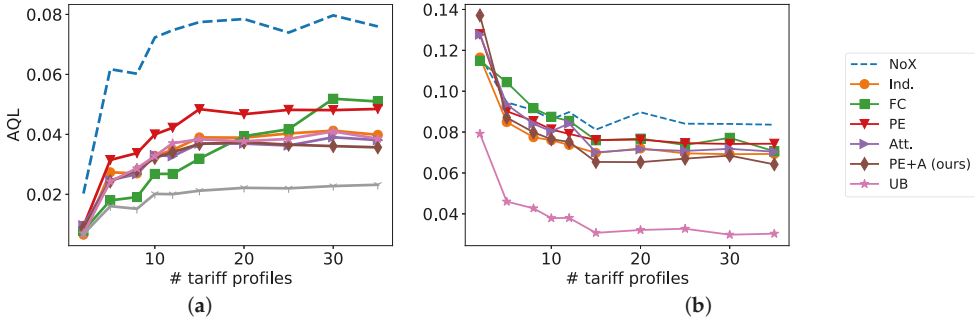 0.08
0.06
0.04
0.02
AQL
10
20
30
# tariff profiles
(a)
0.14
0.12
0.10
0.08
0.06
0.04
10
20
30
# tariff profiles
(b)
NoX
Ind.
FC
PE
Att.
PE+A (ours)
UB